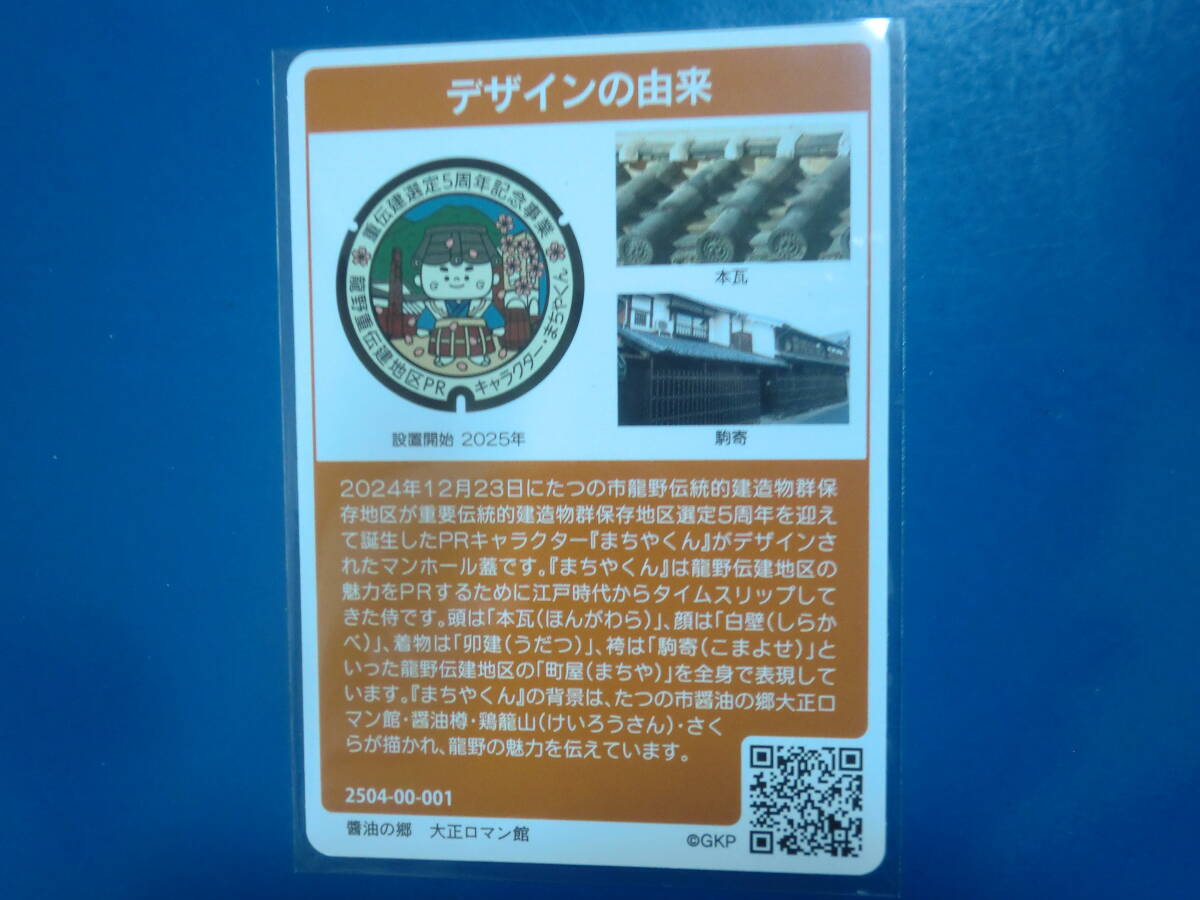 デザインの由来
重伝建選定5周年記念事業
龍野重伝建地区PR キャラクター・まちやくん
設置開始 2025年
本瓦
駒寄
2024年12月23日にたつの市龍野伝統的建造物群保
存地区が重要伝統的建造物群保存地区選定5周年を迎え
て誕生したPRキャラクター『まちやくん』がデザインさ
れたマンホール蓋です。『まちやくん』は龍野伝建地区の
魅力をPRするために江戸時代からタイムスリップして
きた侍です。頭は「本瓦(ほんがわら)」、顔は「白壁(しらか
べ)」、着物は「卯建(うだつ)」、袴は「駒寄(こまよせ)」と
いった龍野伝建地区の「町屋(まちや)」を全身で表現して
います。『まちやくん』の背景は、たつの市醤油の郷大正ロ
マン館・醤油樽・鶏籠山(けいろうさん)・さく
らが描かれ、龍野の魅力を伝えています。
2504-00-001
醬油の郷 大正ロマン館
©GKP